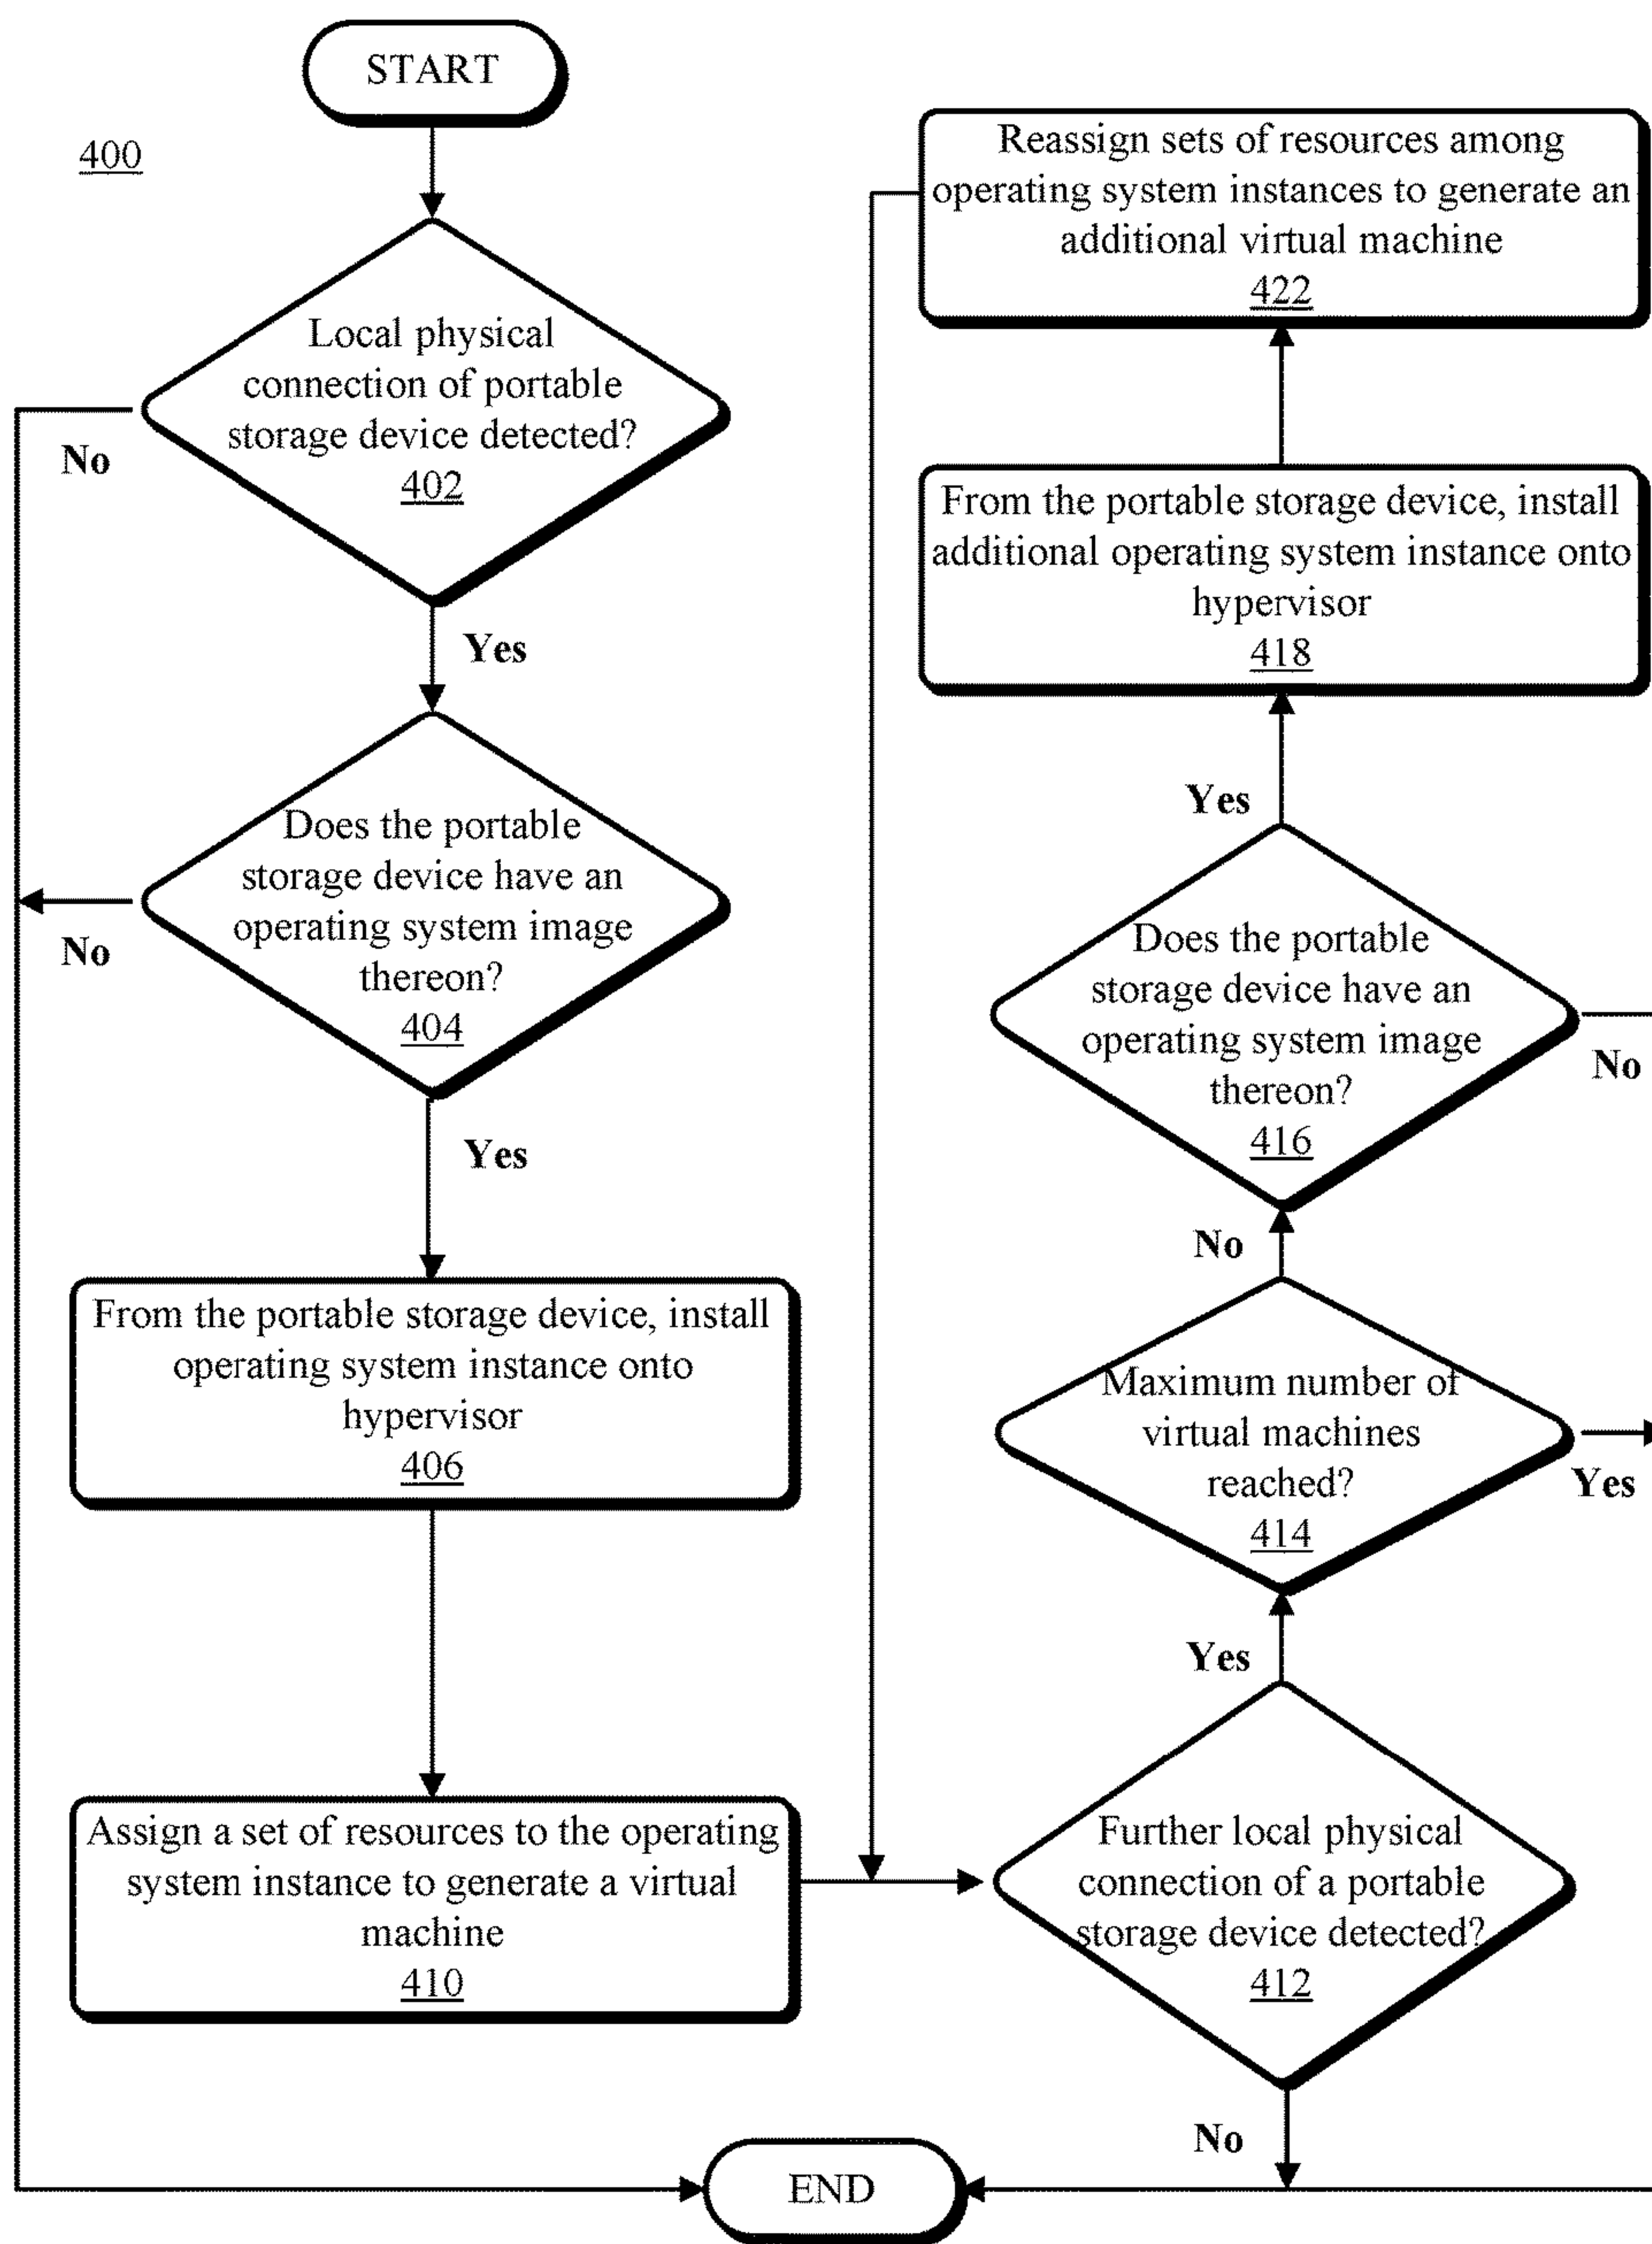 START
400
Local physical
connection of portable
storage device detected?
402
No
Yes
Does the portable
storage device have an
operating system image
thereon?
404
No
Yes
From the portable storage device, install
operating system instance onto
hypervisor
406
Assign a set of resources to the operating
system instance to generate a virtual
machine
410
Further local physical
connection of a portable
storage device detected?
412
No
Yes
Maximum number of
virtual machines
reached?
414
Yes
No
Does the portable
storage device have an
operating system image
thereon?
416
No
Yes
From the portable storage device, install
additional operating system instance onto
hypervisor
418
Reassign sets of resources among
operating system instances to generate an
additional virtual machine
422
END